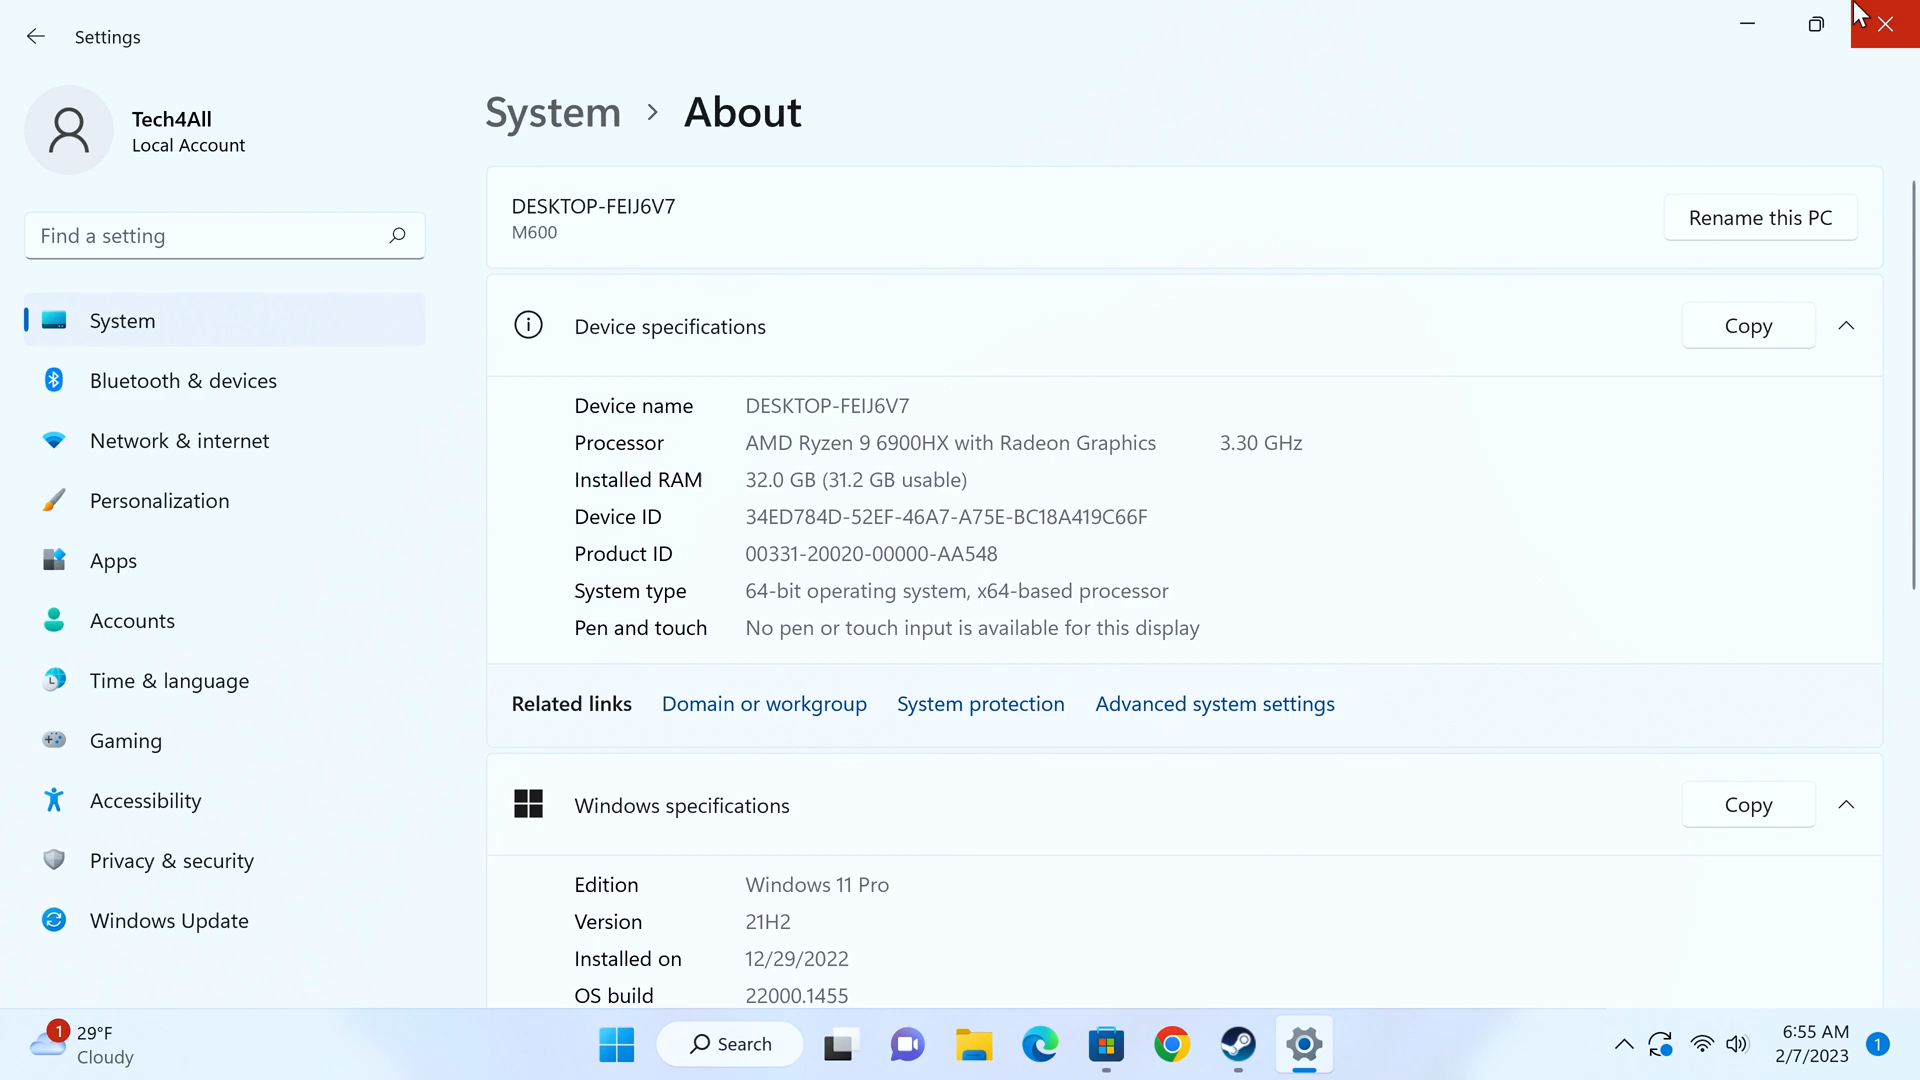 Settings
Tech4All
Local Account
Find a setting
System
Bluetooth & devices
Network & internet
Personalization
Apps
Accounts
Time & language
Gaming
Accessibility
Privacy & security
Windows Update
System > About
DESKTOP-FEIJ6V7
M600
Rename this PC
Device specifications
Copy
Device name DESKTOP-FEIJ6V7
Processor AMD Ryzen 9 6900HX with Radeon Graphics 3.30 GHz
Installed RAM 32.0 GB (31.2 GB usable)
Device ID 34ED784D-52EF-46A7-A75E-BC18A419C66F
Product ID 00331-20020-00000-AA548
System type 64-bit operating system, x64-based processor
Pen and touch No pen or touch input is available for this display
Related links Domain or workgroup System protection Advanced system settings
Windows specifications
Copy
Edition Windows 11 Pro
Version 21H2
Installed on 12/29/2022
OS build 22000.1455
1
29°F
Cloudy
Search
6:55 AM
2/7/2023
1